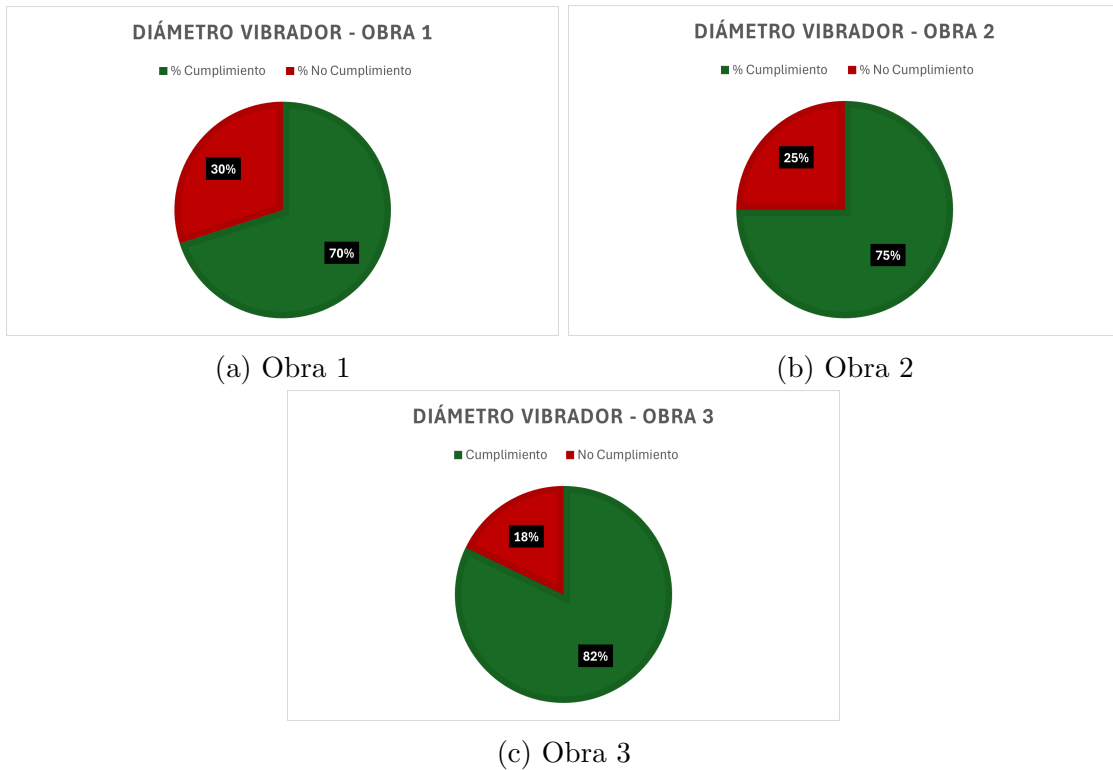 DIÁMETRO VIBRADOR - OBRA 1
% Cumplimiento % No Cumplimiento
30%
70%
(a) Obra 1
DIÁMETRO VIBRADOR - OBRA 2
% Cumplimiento % No Cumplimiento
25%
75%
(b) Obra 2
DIÁMETRO VIBRADOR - OBRA 3
Cumplimiento No Cumplimiento
18%
82%
(c) Obra 3